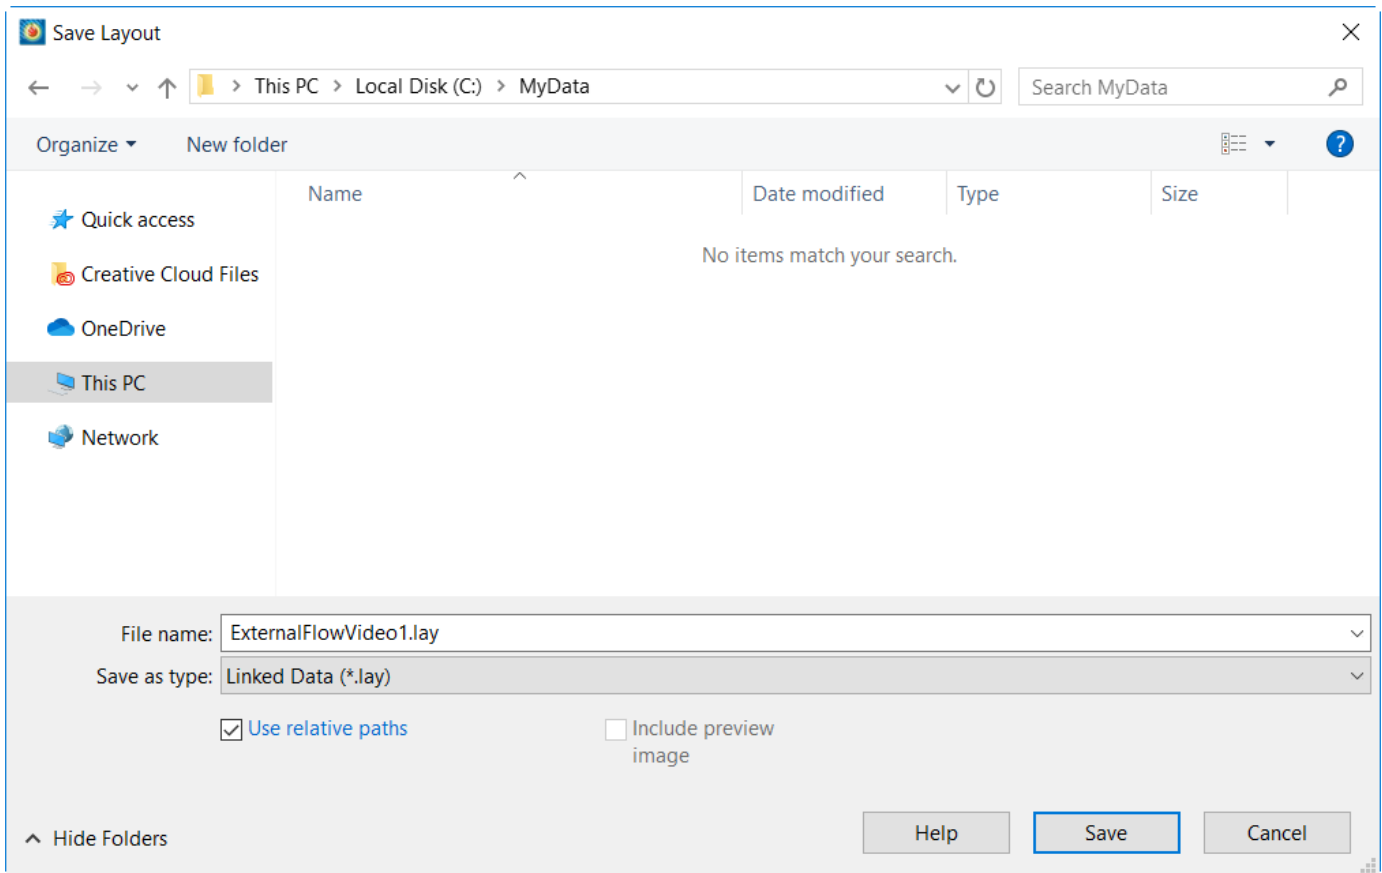 Save Layout
This PC > Local Disk (C:) > MyData
Search MyData
Organize
New folder
?
Name
Date modified
Type
Size
Quick access
No items match your search.
Creative Cloud Files
OneDrive
This PC
Network
File name: ExternalFlowVideo1.lay
Save as type: Linked Data (*.lay)
Use relative paths
Include preview
image
Hide Folders
Help
Save
Cancel